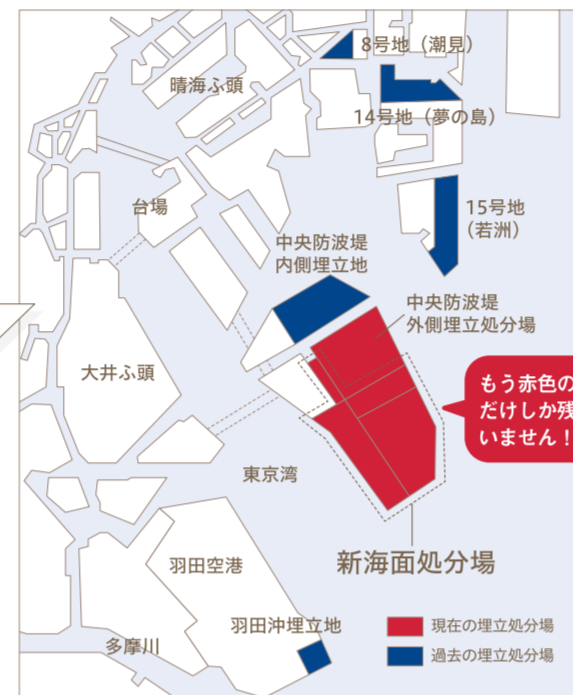 8号地（潮見）
晴海ふ頭
14号地（夢の島）
台場
15号地
（若洲）
中央防波堤
内側埋立地
中央防波堤
外側埋立処分場
大井ふ頭
もう赤色の
だけしか残
いません！
東京湾
新海面処分場
羽田空港
羽田沖埋立地
現在の埋立処分場
多摩川
過去の埋立処分場